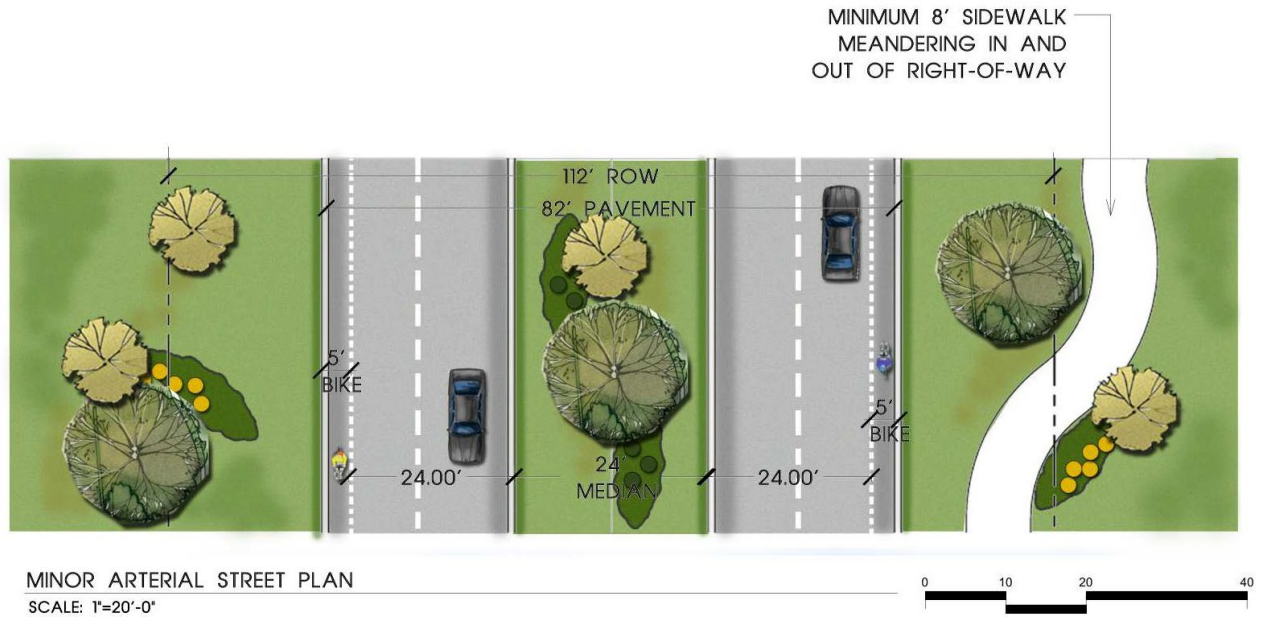 MINIMUM 8' SIDEWALK
MEANDERING IN AND
OUT OF RIGHT-OF-WAY
112' ROW
82' PAVEMENT
5'
BIKE
5'
BIKE
24.00'
24'
MEDIAN
24.00'
MINOR ARTERIAL STREET PLAN
SCALE: 1"=20'-0"
0 10 20 40